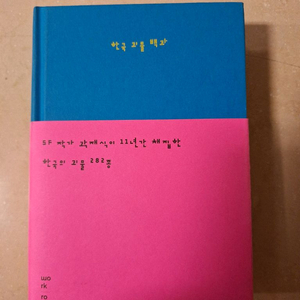 한국 괴물 백과
SF 작가 곽재식이 11년간 채집한
한국의 괴물 282종
wo
rk
ro